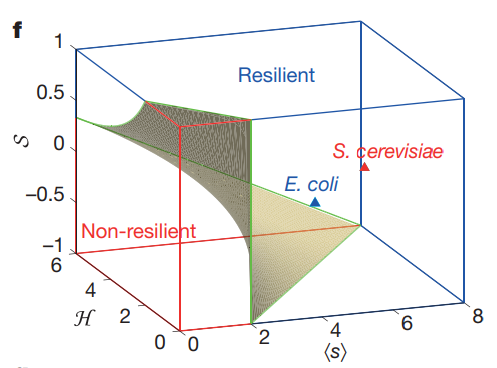 f
1
0.5
0
−0.5
−1
𝒮
Resilient
S. cerevisiae
E. coli
Non-resilient
6
4
2
0
ℋ
0
2
4
6
8
⟨s⟩